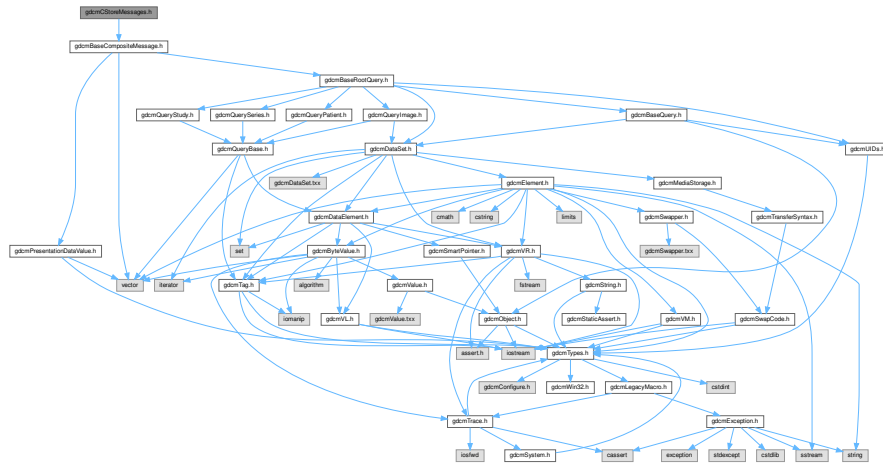 gdcmCStoreMessages.h
gdcmBaseCompositeMessage.h
gdcmBaseRootQuery.h
gdcmQueryStudy.h
gdcmQuerySeries.h
gdcmQueryPatient.h
gdcmQueryImage.h
gdcmBaseQuery.h
gdcmQueryBase.h
gdcmDataSet.h
gdcmUIDs.h
gdcmDataSet.txx
gdcmElement.h
gdcmMediaStorage.h
gdcmDataElement.h
cmath
cstring
limits
gdcmSwapper.h
gdcmTransferSyntax.h
gdcmPresentationDataValue.h
set
gdcmByteValue.h
gdcmSmartPointer.h
gdcmVR.h
gdcmSwapper.txx
vector
iterator
gdcmTag.h
algorithm
gdcmValue.h
fstream
gdcmString.h
iomanip
gdcmVL.h
gdcmValue.txx
gdcmObject.h
gdcmStaticAssert.h
gdcmVM.h
gdcmSwapCode.h
assert.h
iostream
gdcmTypes.h
gdcmConfigure.h
gdcmWin32.h
gdcmLegacyMacro.h
cstdint
gdcmTrace.h
gdcmException.h
iosfwd
gdcmSystem.h
cassert
exception
stdexcept
cstdlib
sstream
string